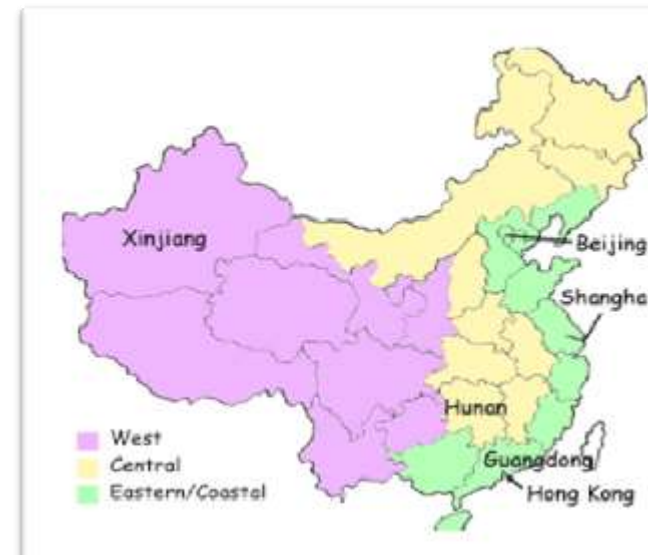 Xinjiang
Beijing
Shangha
Hunan
West
Central
Guangdong
Eastern/Coastal
Hong Kong